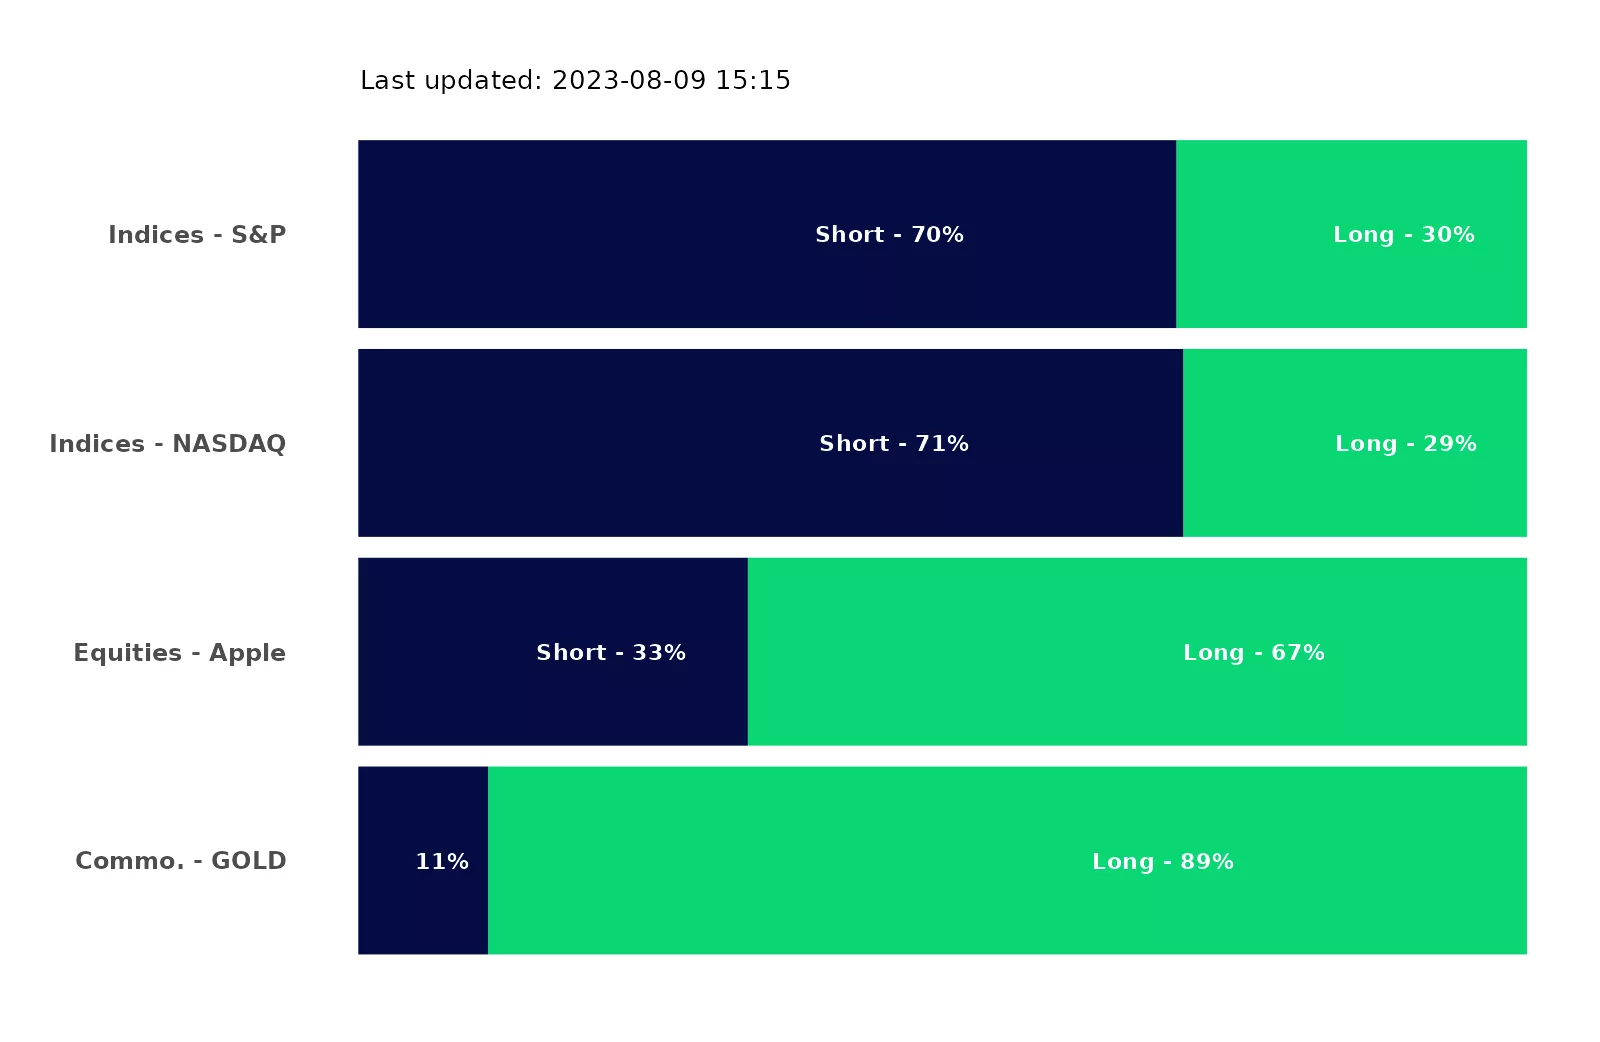 Last updated: 2023-08-09 15:15
Indices - S&P Short - 70% Long - 30%
Indices - NASDAQ Short - 71% Long - 29%
Equities - Apple Short - 33% Long - 67%
Commo. - GOLD 11% Long - 89%